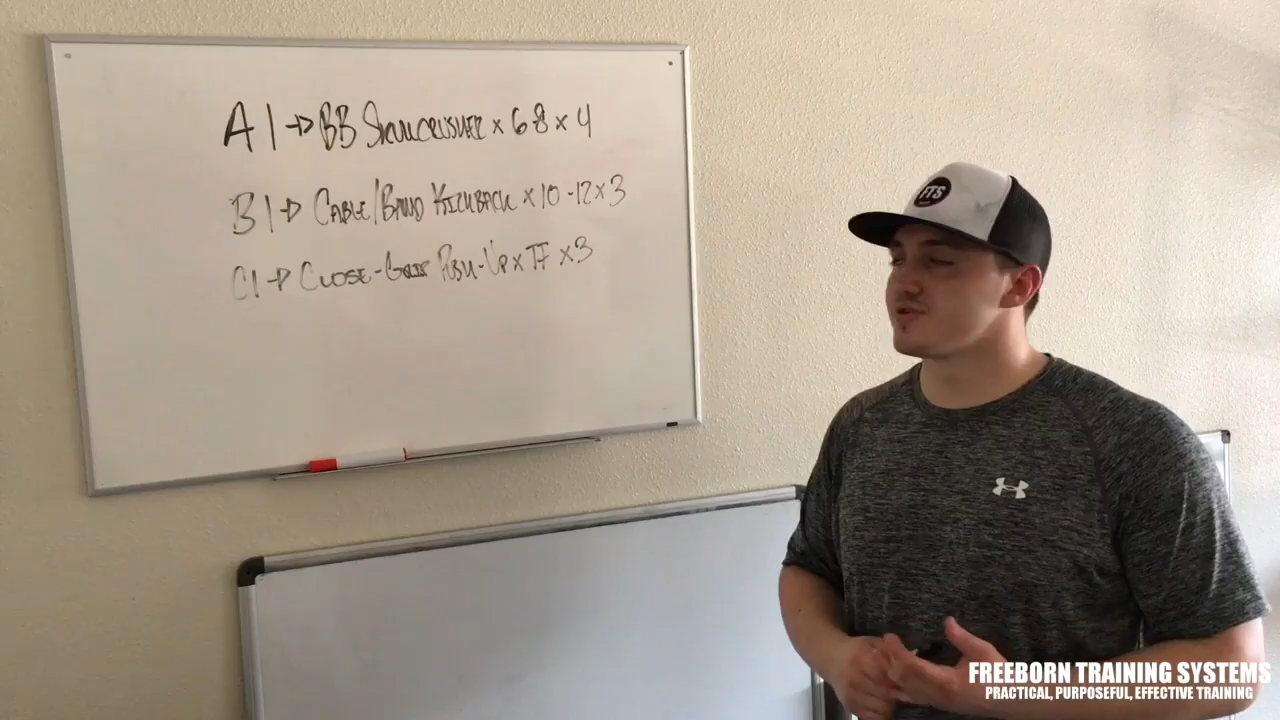 A1→BB SKULLCRUSHER x 6-8 x 4
B1→ CABLE/BAND KICKBACK x 10-12 x 3
C1→ CLOSE-GRIP PUSH-UP x TF x 3
FTS
FREEBORN TRAINING SYSTEMS
PRACTICAL, PURPOSEFUL, EFFECTIVE TRAINING